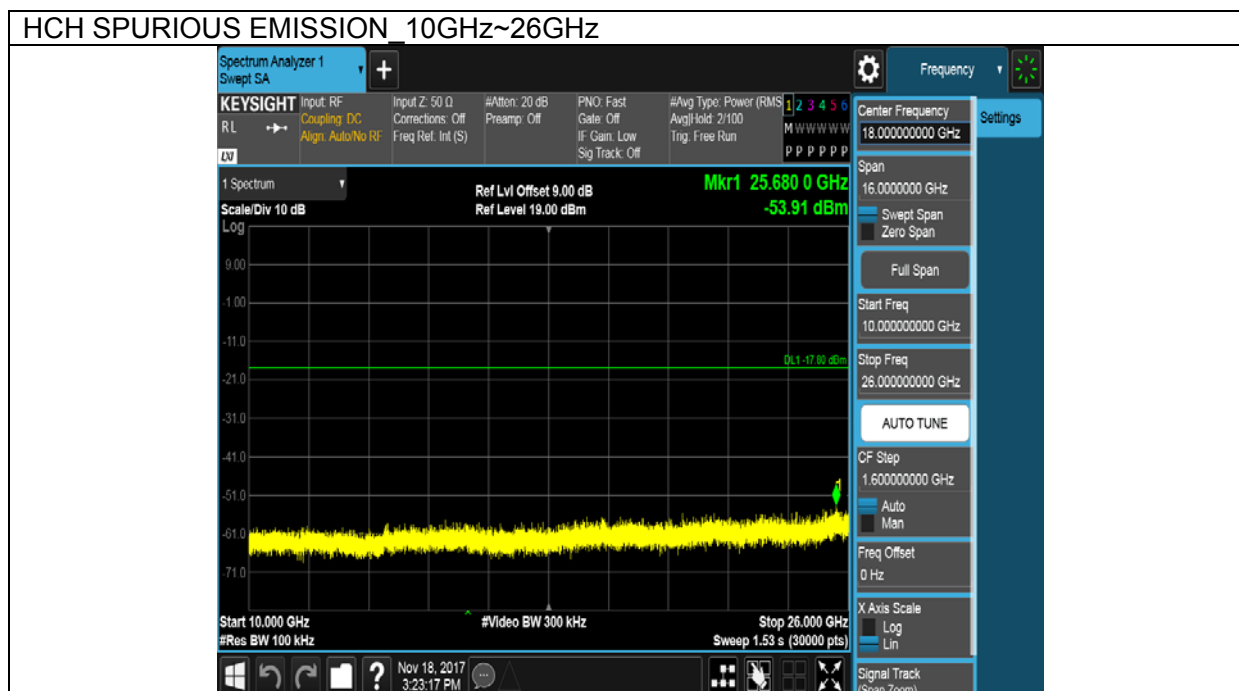 HCH SPURIOUS EMISSION_10GHz~26GHz
Spectrum Analyzer 1
Swept SA
+
Frequency
KEYSIGHT
RL
LXI
Input: RF
Coupling: DC
Align: Auto/No RF
Input Z: 50 Ω
Corrections: Off
Freq Ref: Int (S)
#Atten: 20 dB
Preamp: Off
PNO: Fast
Gate: Off
IF Gain: Low
Sig Track: Off
#Avg Type: Power (RMS
Avg|Hold: 2/100
Trig: Free Run
1 2 3 4 5 6
M W W W W W
P P P P P P
Center Frequency
18.000000000 GHz
Settings
Span
16.0000000 GHz
Swept Span
Zero Span
Full Span
Start Freq
10.000000000 GHz
Stop Freq
26.000000000 GHz
AUTO TUNE
CF Step
1.600000000 GHz
Auto
Man
Freq Offset
0 Hz
X Axis Scale
Log
Lin
Signal Track
(Span Zoom)
1 Spectrum
Scale/Div 10 dB
Ref Lvl Offset 9.00 dB
Ref Level 19.00 dBm
Mkr1 25.680 0 GHz
-53.91 dBm
Log
9.00
-1.00
-11.0
DL1 -17.80 dBm
-21.0
-31.0
-41.0
-51.0
1
-61.0
-71.0
Start 10.000 GHz
#Video BW 300 kHz
Stop 26.000 GHz
#Res BW 100 kHz
Sweep 1.53 s (30000 pts)
?
Nov 18, 2017
3:23:17 PM